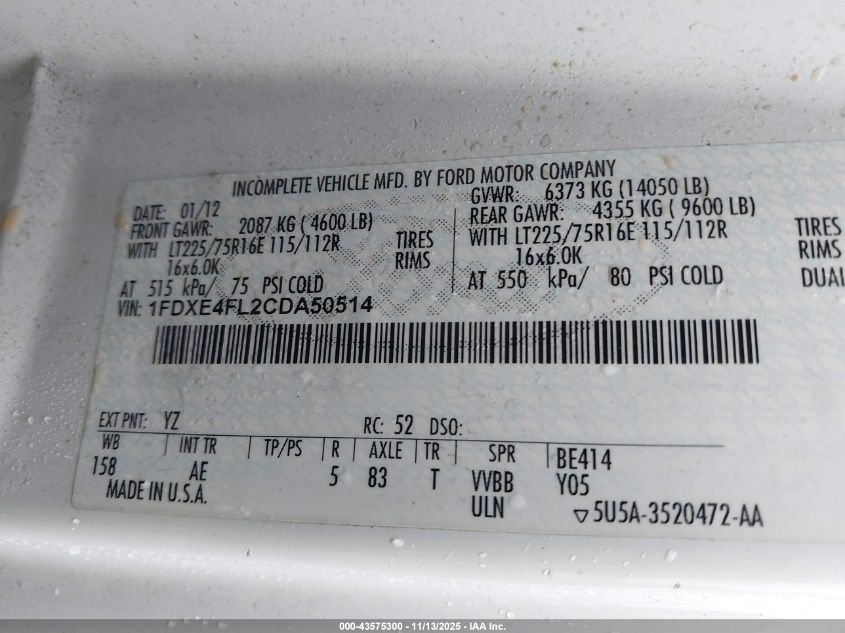 INCOMPLETE VEHICLE MFD. BY FORD MOTOR COMPANY
DATE: 01/12
FRONT GAWR: 2087 KG ( 4600 LB)
WITH LT225/75R16E 115/112R TIRES
16x6.0K RIMS
AT 515 kPa/ 75 PSI COLD
GVWR: 6373 KG (14050 LB)
REAR GAWR: 4355 KG ( 9600 LB)
WITH LT225/75R16E 115/112R TIRES
16x6.0K RIMS
AT 550 kPa/ 80 PSI COLD DUAL
VIN: 1FDXE4FL2CDA50514
EXT PNT: YZ RC: 52 DSO:
WB INT TR TP/PS R AXLE TR SPR BE414
158 AE 5 83 T VVBB Y05
MADE IN U.S.A. ULN 5U5A-3520472-AA
000-43575300 - 11/13/2025 - IAA Inc.